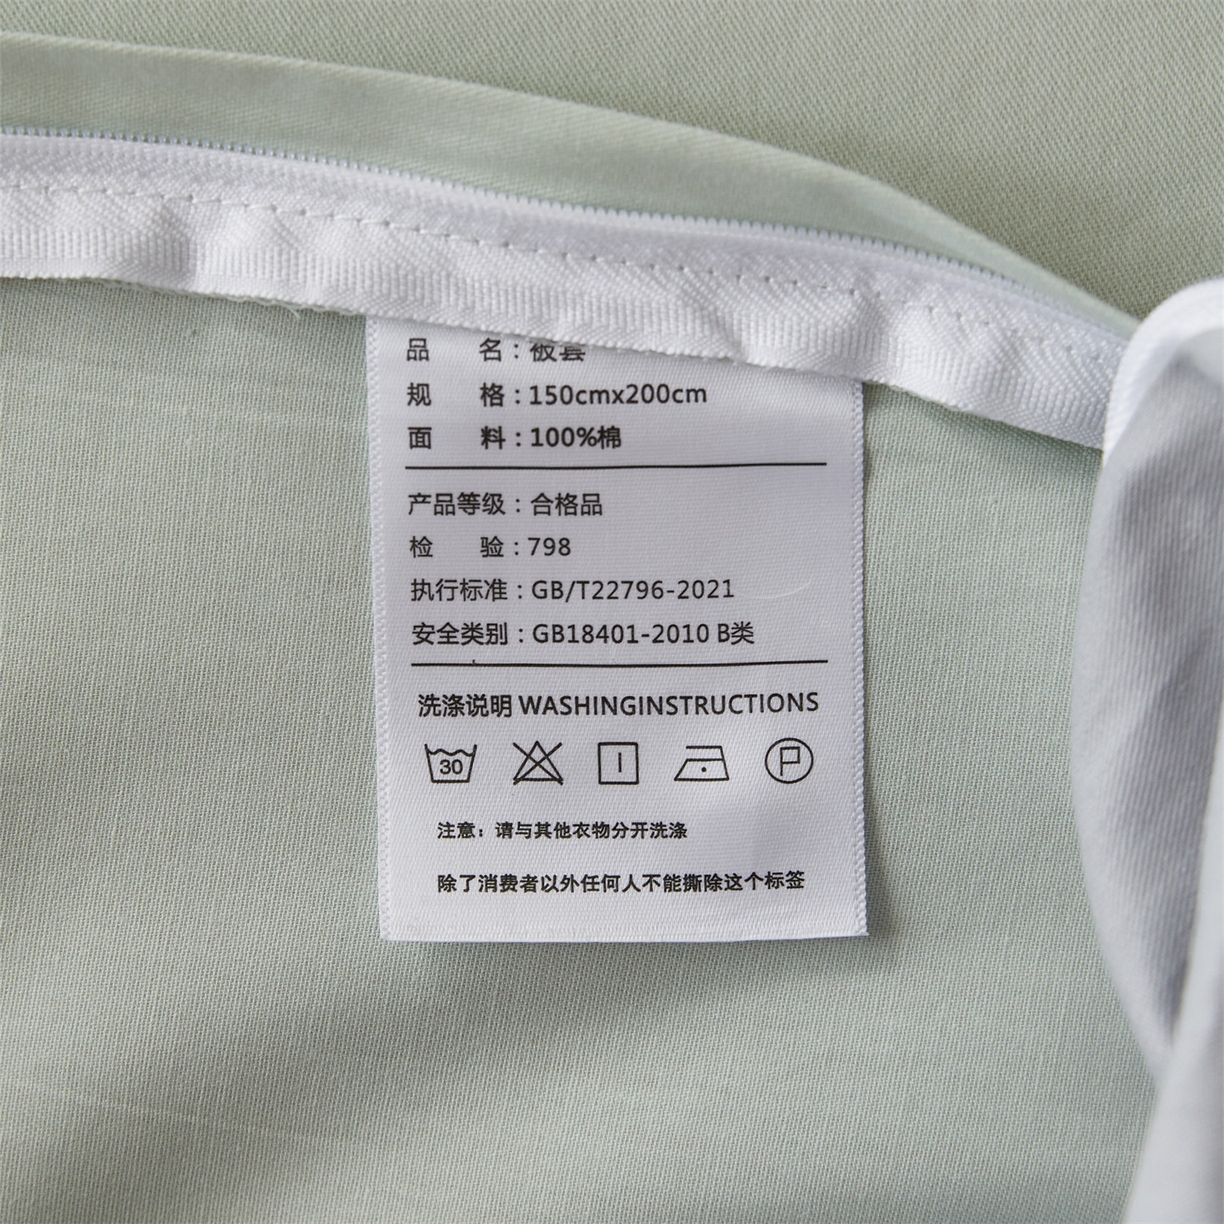 品 名：被套
规 格：150cmx200cm
面 料：100%棉
产品等级：合格品
检 验：798
执行标准：GB/T22796-2021
安全类别：GB18401-2010 B类
洗涤说明 WASHINGINSTRUCTIONS
30 P
注意：请与其他衣物分开洗涤
除了消费者以外任何人不能撕除这个标签